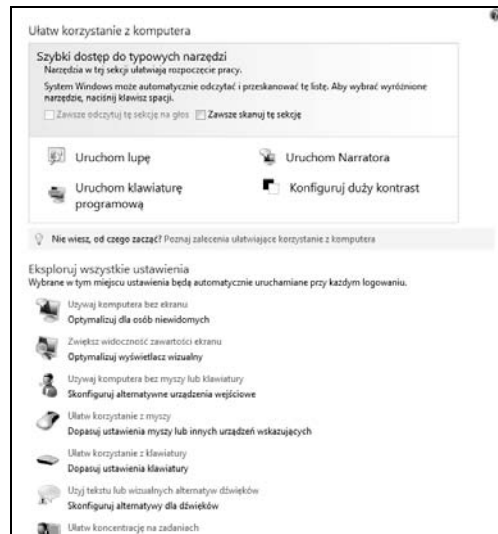 Ułatw korzystanie z komputera
Szybki dostęp do typowych narzędzi
Narzędzia w tej sekcji ułatwiają rozpoczęcie pracy.
System Windows może automatycznie odczytać i przeskanować tę listę. Aby wybrać wyróżnione
narzędzie, naciśnij klawisz spacji.
Zawsze odczytuj tę sekcję na głos Zawsze skanuj tę sekcję
Uruchom lupę Uruchom Narratora
Uruchom klawiaturę Konfiguruj duży kontrast
programową
Nie wiesz, od czego zacząć? Poznaj zalecenia ułatwiające korzystanie z komputera
Eksploruj wszystkie ustawienia
Wybrane w tym miejscu ustawienia będą automatycznie uruchamiane przy każdym logowaniu.
Używaj komputera bez ekranu
Optymalizuj dla osób niewidomych
Zwiększ widoczność zawartości ekranu
Optymalizuj wyświetlacz wizualny
Używaj komputera bez myszy lub klawiatury
Skonfiguruj alternatywne urządzenia wejściowe
Ułatw korzystanie z myszy
Dopasuj ustawienia myszy lub innych urządzeń wskazujących
Ułatw korzystanie z klawiatury
Dopasuj ustawienia klawiatury
Użyj tekstu lub wizualnych alternatyw dźwięków
Skonfiguruj alternatywy dla dźwięków
Ułatw koncentrację na zadaniach